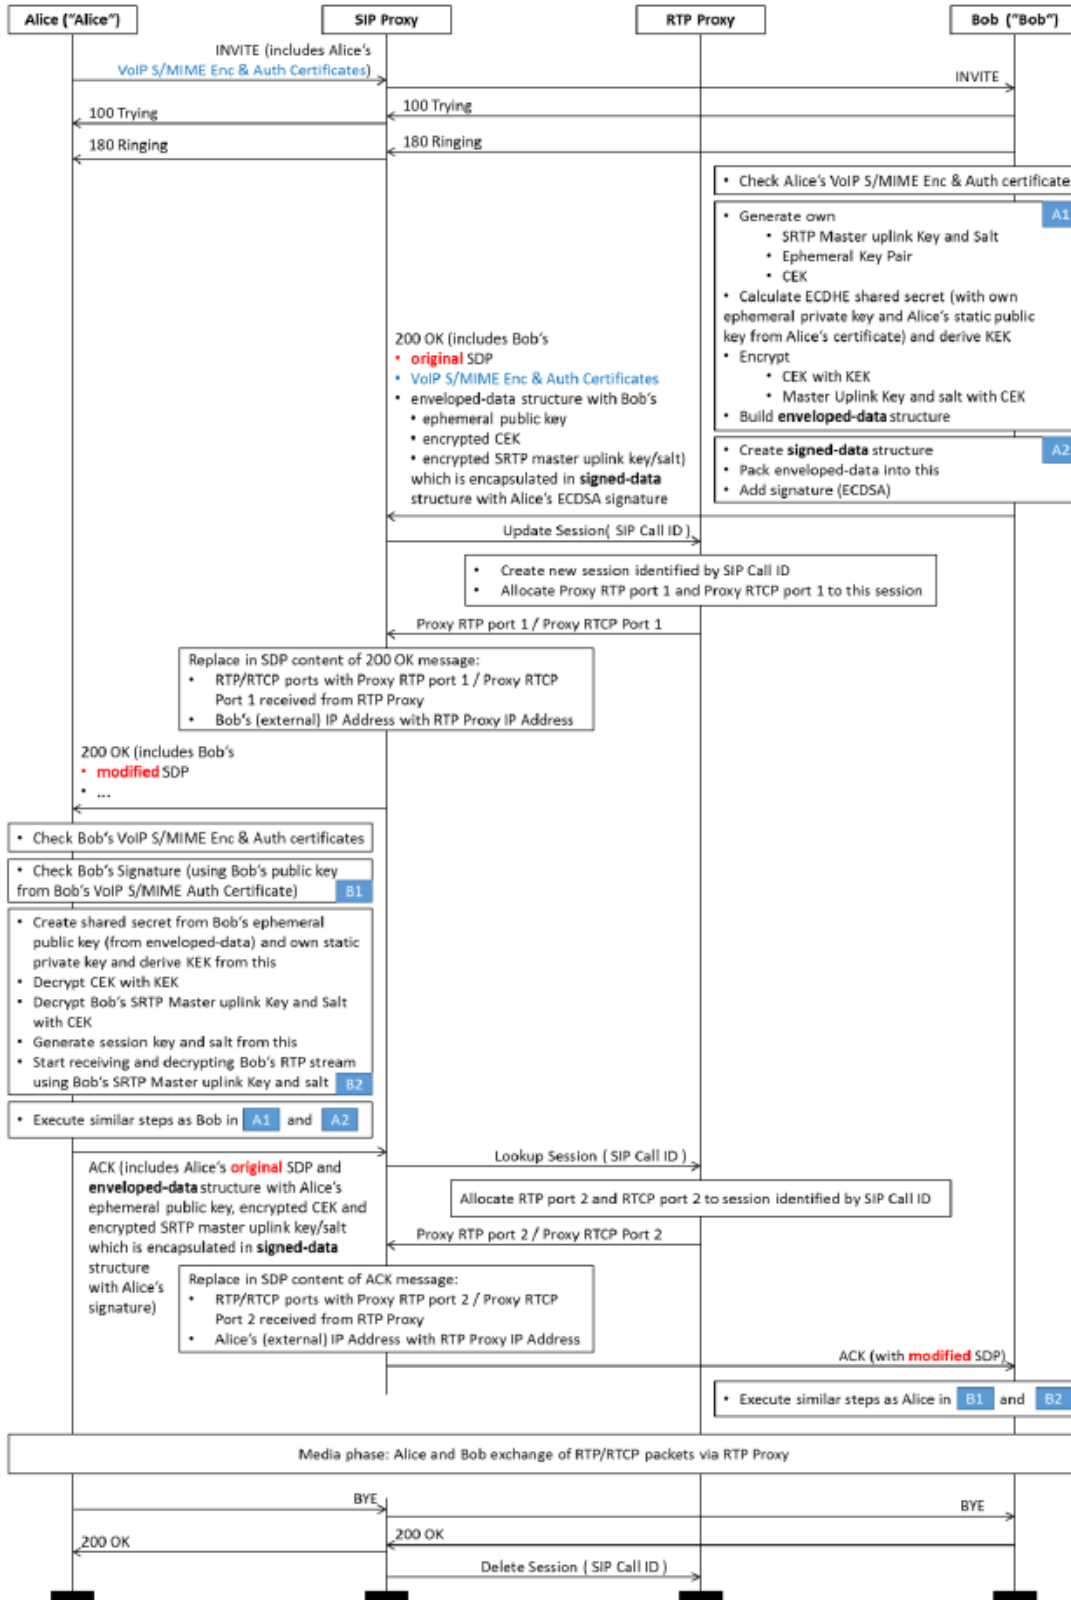 Alice ("Alice")
SIP Proxy
RTP Proxy
Bob ("Bob")
INVITE (includes Alice's
VoIP S/MIME Enc & Auth Certificates)
INVITE
100 Trying
100 Trying
180 Ringing
180 Ringing
• Check Alice's VoIP S/MIME Enc & Auth certificate
A1
• Generate own
• SRTP Master uplink Key and Salt
• Ephemeral Key Pair
• CEK
• Calculate ECDHE shared secret (with own
ephemeral private key and Alice's static public
key from Alice's certificate) and derive KEK
• Encrypt
• CEK with KEK
• Master Uplink Key and salt with CEK
• Build enveloped-data structure
A2
• Create signed-data structure
• Pack enveloped-data into this
• Add signature (ECDSA)
200 OK (includes Bob's
• original SDP
• VoIP S/MIME Enc & Auth Certificates
• enveloped-data structure with Bob's
• ephemeral public key
• encrypted CEK
• encrypted SRTP master uplink key/salt)
which is encapsulated in signed-data
structure with Alice's ECDSA signature
Update Session( SIP Call ID )
• Create new session identified by SIP Call ID
• Allocate Proxy RTP port 1 and Proxy RTCP port 1 to this session
Proxy RTP port 1 / Proxy RTCP Port 1
Replace in SDP content of 200 OK message:
• RTP/RTCP ports with Proxy RTP port 1 / Proxy RTCP
Port 1 received from RTP Proxy
• Bob's (external) IP Address with RTP Proxy IP Address
200 OK (includes Bob's
• modified SDP
• ...
• Check Bob's VoIP S/MIME Enc & Auth certificates
• Check Bob's Signature (using Bob's public key
from Bob's VoIP S/MIME Auth Certificate)
B1
• Create shared secret from Bob's ephemeral
public key (from enveloped-data) and own static
private key and derive KEK from this
• Decrypt CEK with KEK
• Decrypt Bob's SRTP Master uplink Key and Salt
with CEK
• Generate session key and salt from this
• Start receiving and decrypting Bob's RTP stream
using Bob's SRTP Master uplink Key and salt
B2
• Execute similar steps as Bob in A1 and A2
ACK (includes Alice's original SDP and
enveloped-data structure with Alice's
ephemeral public key, encrypted CEK and
encrypted SRTP master uplink key/salt
which is encapsulated in signed-data
structure
with Alice's
signature)
Lookup Session ( SIP Call ID )
Allocate RTP port 2 and RTCP port 2 to session identified by SIP Call ID
Proxy RTP port 2 / Proxy RTCP Port 2
Replace in SDP content of ACK message:
• RTP/RTCP ports with Proxy RTP port 2 / Proxy RTCP
Port 2 received from RTP Proxy
• Alice's (external) IP Address with RTP Proxy IP Address
ACK (with modified SDP)
• Execute similar steps as Alice in B1 and B2
Media phase: Alice and Bob exchange of RTP/RTCP packets via RTP Proxy
BYE
BYE
200 OK
200 OK
Delete Session ( SIP Call ID )